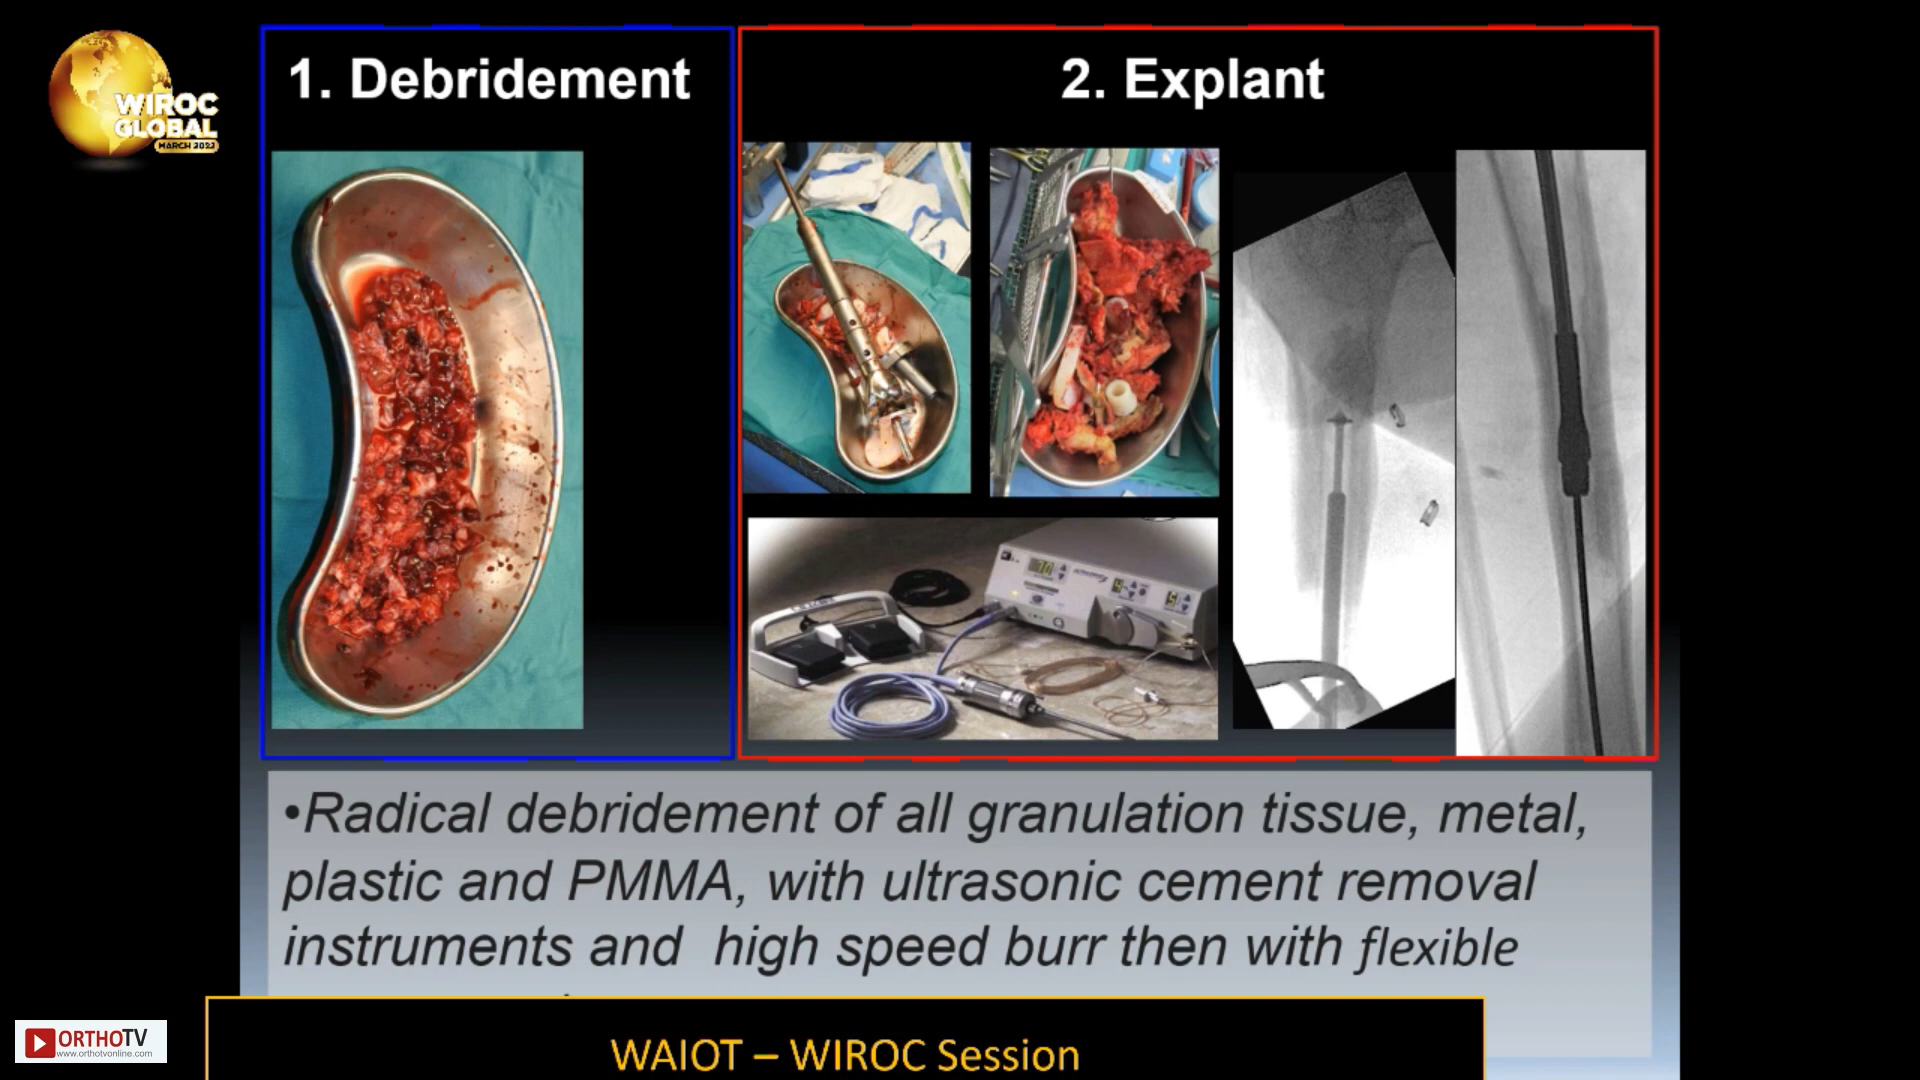 WIROC
GLOBAL
MARCH 2023
1. Debridement
2. Explant
•Radical debridement of all granulation tissue, metal,
plastic and PMMA, with ultrasonic cement removal
instruments and high speed burr then with flexible
WAIOT – WIROC Session
ORTHOTV
www.orthotvonline.com